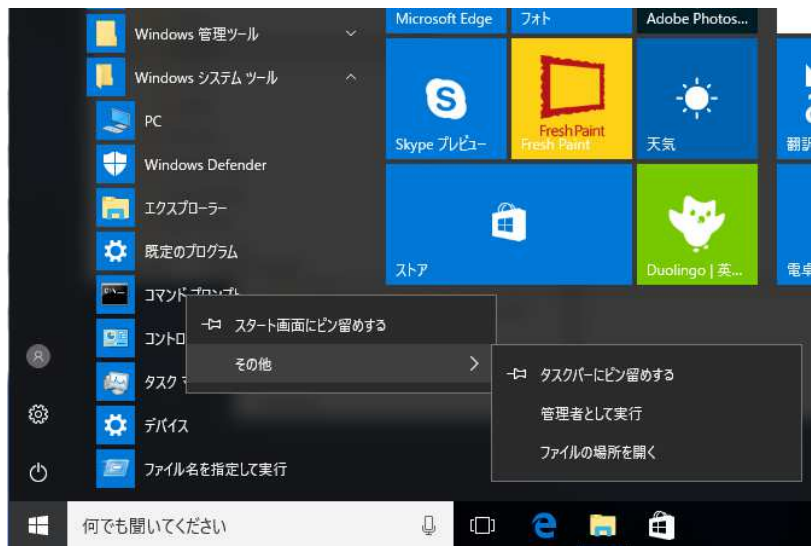 Windows 管理ツール
Windows システム ツール
PC
Windows Defender
エクスプローラー
既定のプログラム
コマンド プロンプト
コントロ
タスク マ
デバイス
ファイル名を指定して実行
何でも聞いてください
スタート画面にピン留めする
その他
タスクバーにピン留めする
管理者として実行
ファイルの場所を開く
Microsoft Edge
フォト
Adobe Photos...
Skype プレビュー
Fresh Paint
Fresh Paint
天気
翻訳
ストア
Duolingo | 英...
電卓